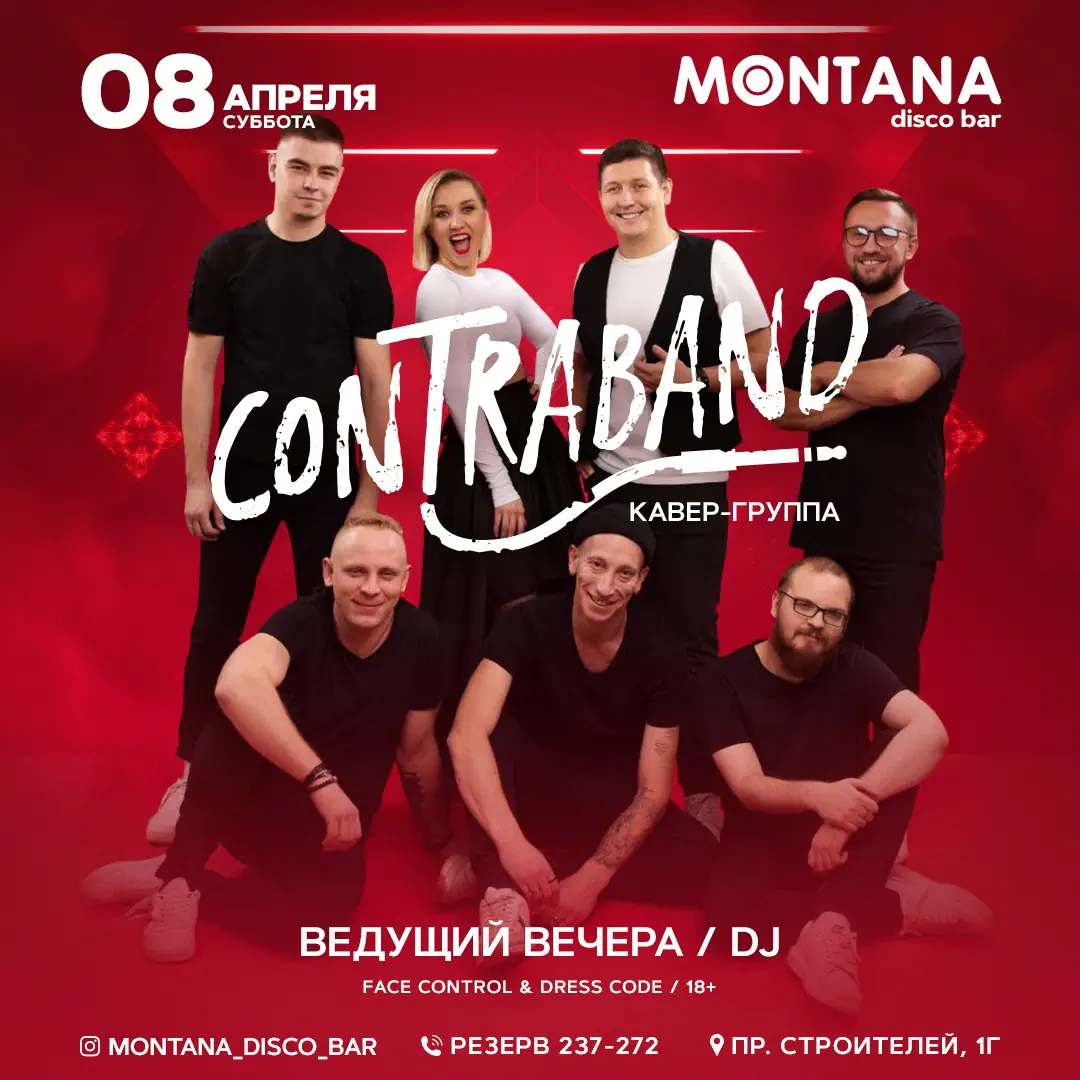 08 АПРЕЛЯ
СУББОТА
MONTANA
disco bar
CONTRABAND
КАВЕР-ГРУППА
ВЕДУЩИЙ ВЕЧЕРА / DJ
FACE CONTROL & DRESS CODE / 18+
MONTANA_DISCO_BAR
РЕЗЕРВ 237-272
ПР. СТРОИТЕЛЕЙ, 1Г